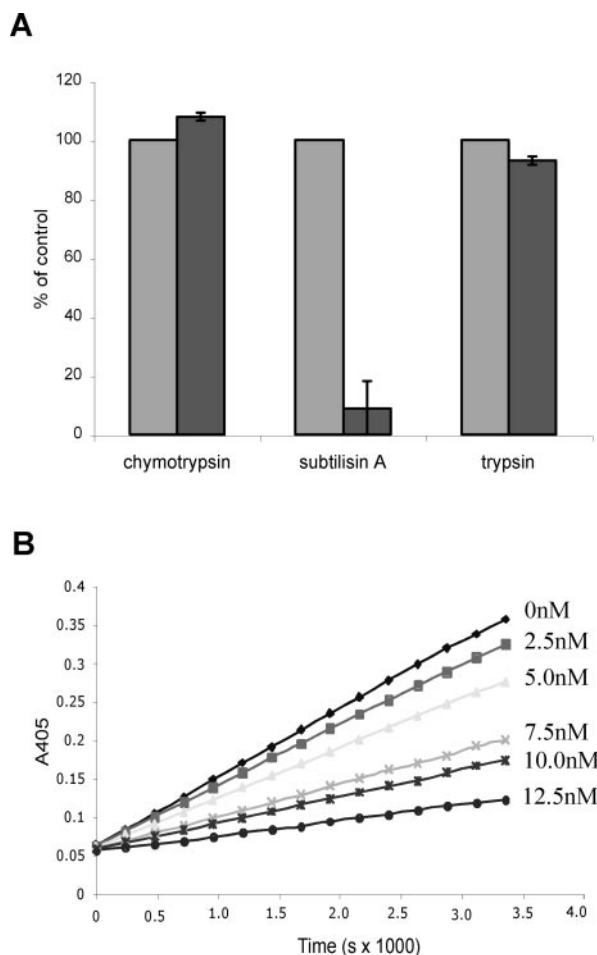 A
120
100
80
60
40
20
0
% of control
chymotrypsin
subtilisin A
trypsin
B
0.4
0.35
0.3
0.25
0.2
0.15
0.1
0.05
0
A405
0nM
2.5nM
5.0nM
7.5nM
10.0nM
12.5nM
0 0.5 1.0 1.5 2.0 2.5 3.0 3.5 4.0
Time (s x 1000)